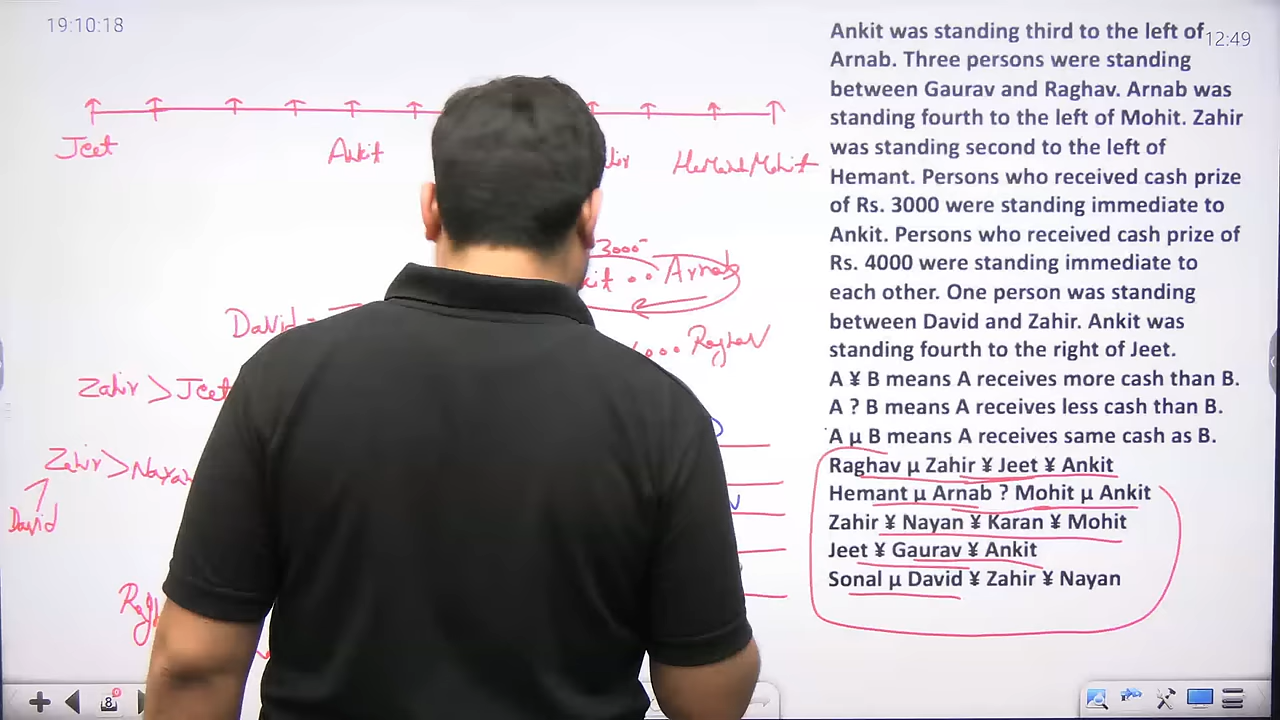 19:10:18
12:49
Ankit was standing third to the left of
Arnab. Three persons were standing
between Gaurav and Raghav. Arnab was
standing fourth to the left of Mohit. Zahir
was standing second to the left of
Hemant. Persons who received cash prize
of Rs. 3000 were standing immediate to
Ankit. Persons who received cash prize of
Rs. 4000 were standing immediate to
each other. One person was standing
between David and Zahir. Ankit was
standing fourth to the right of Jeet.
A ¥ B means A receives more cash than B.
A ? B means A receives less cash than B.
A µ B means A receives same cash as B.
Raghav µ Zahir ¥ Jeet ¥ Ankit
Hemant µ Arnab ? Mohit µ Ankit
Zahir ¥ Nayan ¥ Karan ¥ Mohit
Jeet ¥ Gaurav ¥ Ankit
Sonal µ David ¥ Zahir ¥ Nayan
Jeet Ankit Hemant Mohit
3000
Arnab
David
Raghav
Zahir > Jeet
Zahir > Nayan
David
8